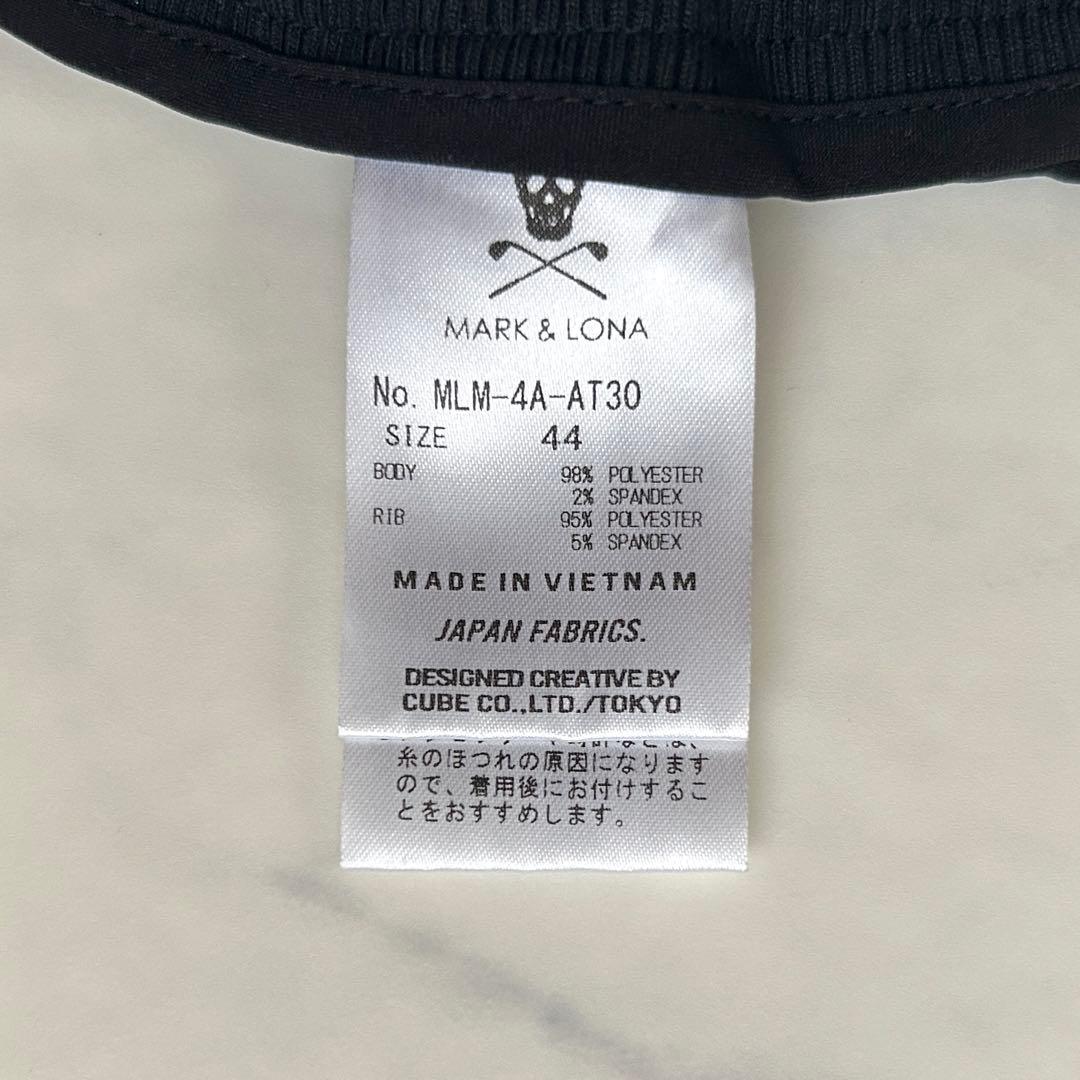 MARK & LONA
No. MLM-4A-AT30
SIZE 44
BODY 98% POLYESTER
2% SPANDEX
RIB 95% POLYESTER
5% SPANDEX
MADE IN VIETNAM
JAPAN FABRICS.
DESIGNED CREATIVE BY
CUBE CO.,LTD./TOKYO
糸のほつれの原因になります
ので、着用後にお付けするこ
とをおすすめします。